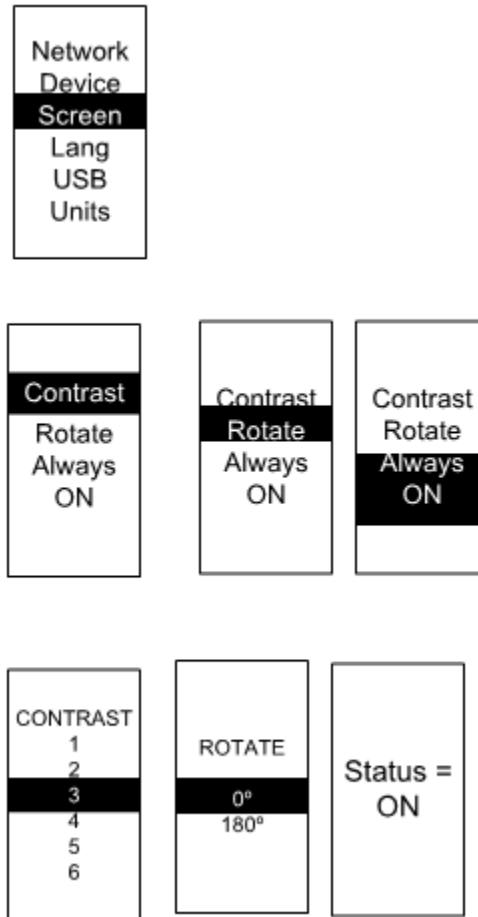 Network
Device
Screen
Lang
USB
Units
Contrast
Rotate
Always
ON
Contrast
Rotate
Always
ON
Contrast
Rotate
Always
ON
CONTRAST
1
2
3
4
5
6
ROTATE
0º
180º
Status =
ON